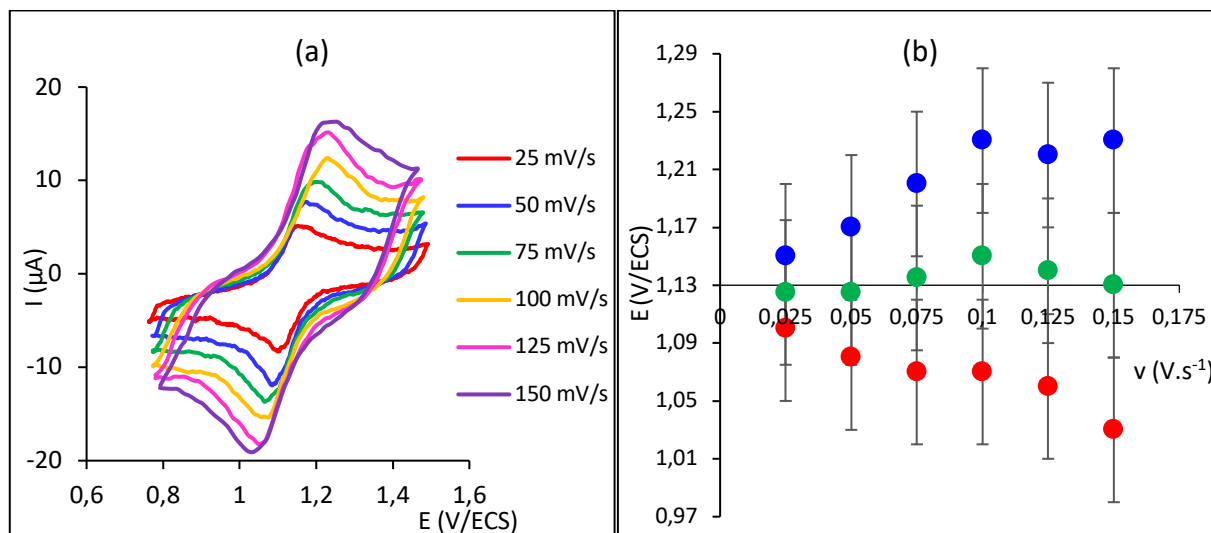 (a)
20
10
0
-10
-20
I (µA)
0,6
0,8
1
1,2
1,4
1,6
E (V/ECS)
25 mV/s
50 mV/s
75 mV/s
100 mV/s
125 mV/s
150 mV/s
(b)
1,29
1,25
1,21
1,17
1,13
1,09
1,05
1,01
0,97
E (V/ECS)
0
0,025
0,05
0,075
0,1
0,125
0,15
0,175
v (V.s⁻¹)